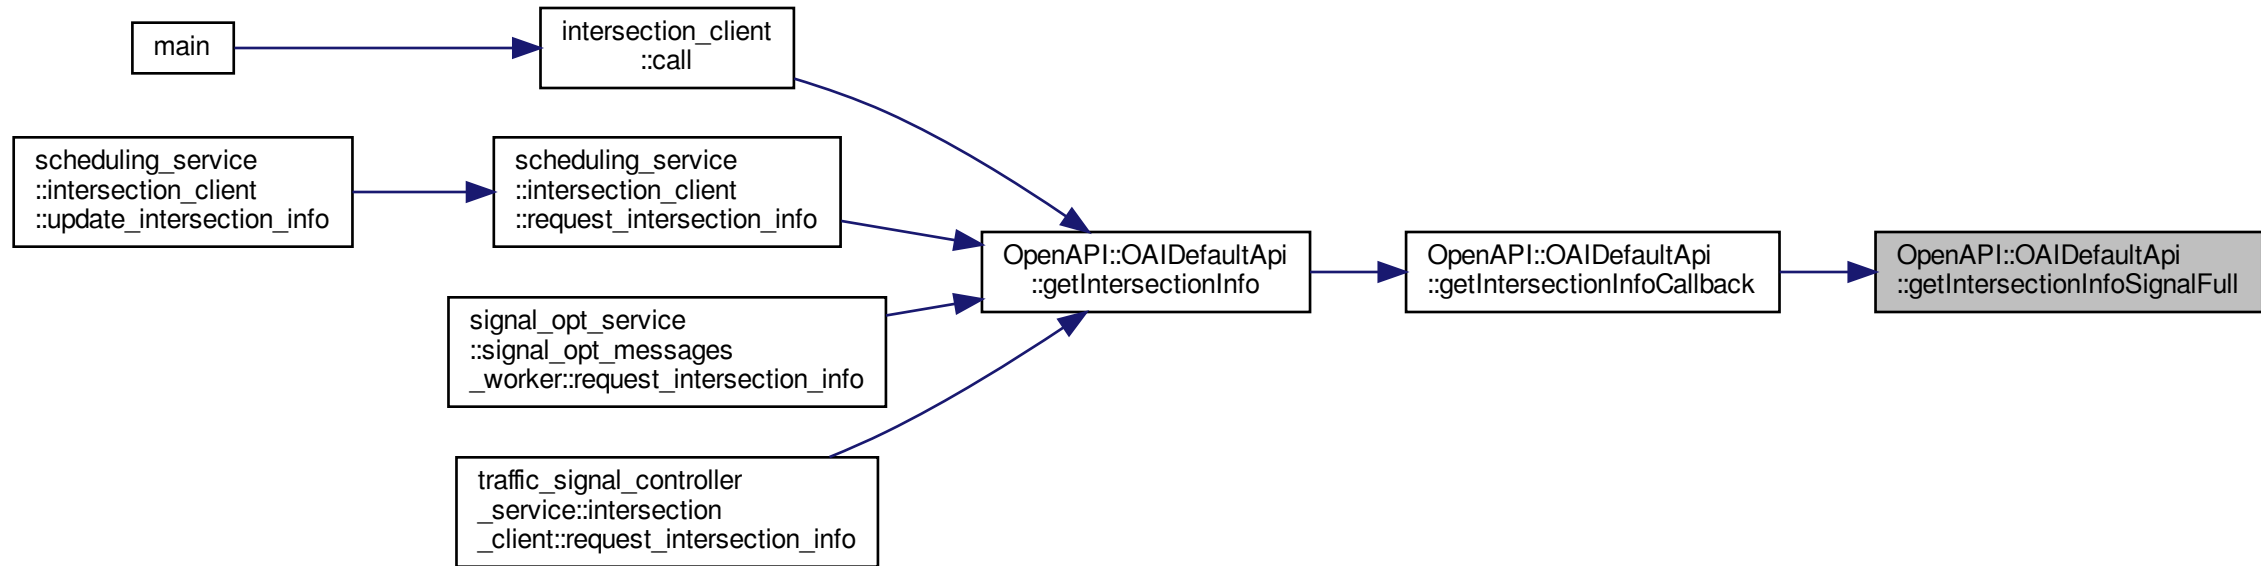 main
intersection_client
::call
scheduling_service
::intersection_client
::update_intersection_info
scheduling_service
::intersection_client
::request_intersection_info
signal_opt_service
::signal_opt_messages
_worker::request_intersection_info
traffic_signal_controller
_service::intersection
_client::request_intersection_info
OpenAPI::OAIDefaultApi
::getIntersectionInfo
OpenAPI::OAIDefaultApi
::getIntersectionInfoCallback
OpenAPI::OAIDefaultApi
::getIntersectionInfoSignalFull